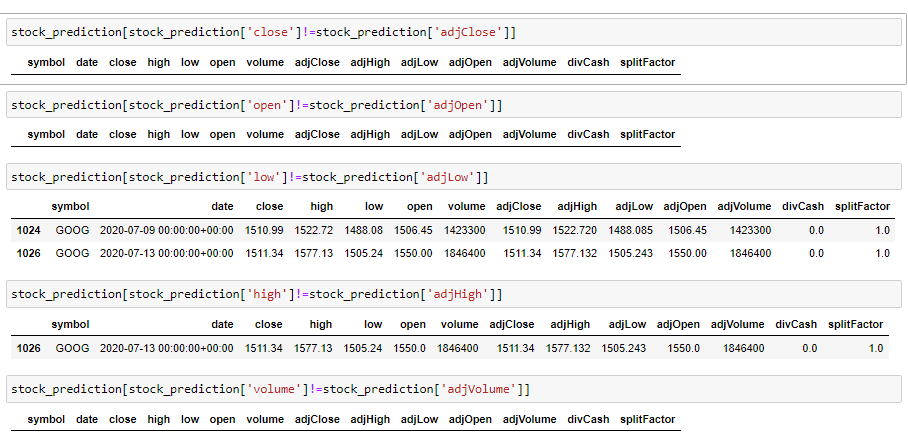 stock_prediction[stock_prediction['close']!=stock_prediction['adjClose']]
symbol date close high low open volume adjClose adjHigh adjLow adjOpen adjVolume divCash splitFactor
stock_prediction[stock_prediction['open']!=stock_prediction['adjOpen']]
symbol date close high low open volume adjClose adjHigh adjLow adjOpen adjVolume divCash splitFactor
stock_prediction[stock_prediction['low']!=stock_prediction['adjLow']]
symbol date close high low open volume adjClose adjHigh adjLow adjOpen adjVolume divCash splitFactor
1024 GOOG 2020-07-09 00:00:00+00:00 1510.99 1522.72 1488.08 1506.45 1423300 1510.99 1522.720 1488.085 1506.45 1423300 0.0 1.0
1026 GOOG 2020-07-13 00:00:00+00:00 1511.34 1577.13 1505.24 1550.00 1846400 1511.34 1577.132 1505.243 1550.00 1846400 0.0 1.0
stock_prediction[stock_prediction['high']!=stock_prediction['adjHigh']]
symbol date close high low open volume adjClose adjHigh adjLow adjOpen adjVolume divCash splitFactor
1026 GOOG 2020-07-13 00:00:00+00:00 1511.34 1577.13 1505.24 1550.0 1846400 1511.34 1577.132 1505.243 1550.0 1846400 0.0 1.0
stock_prediction[stock_prediction['volume']!=stock_prediction['adjVolume']]
symbol date close high low open volume adjClose adjHigh adjLow adjOpen adjVolume divCash splitFactor